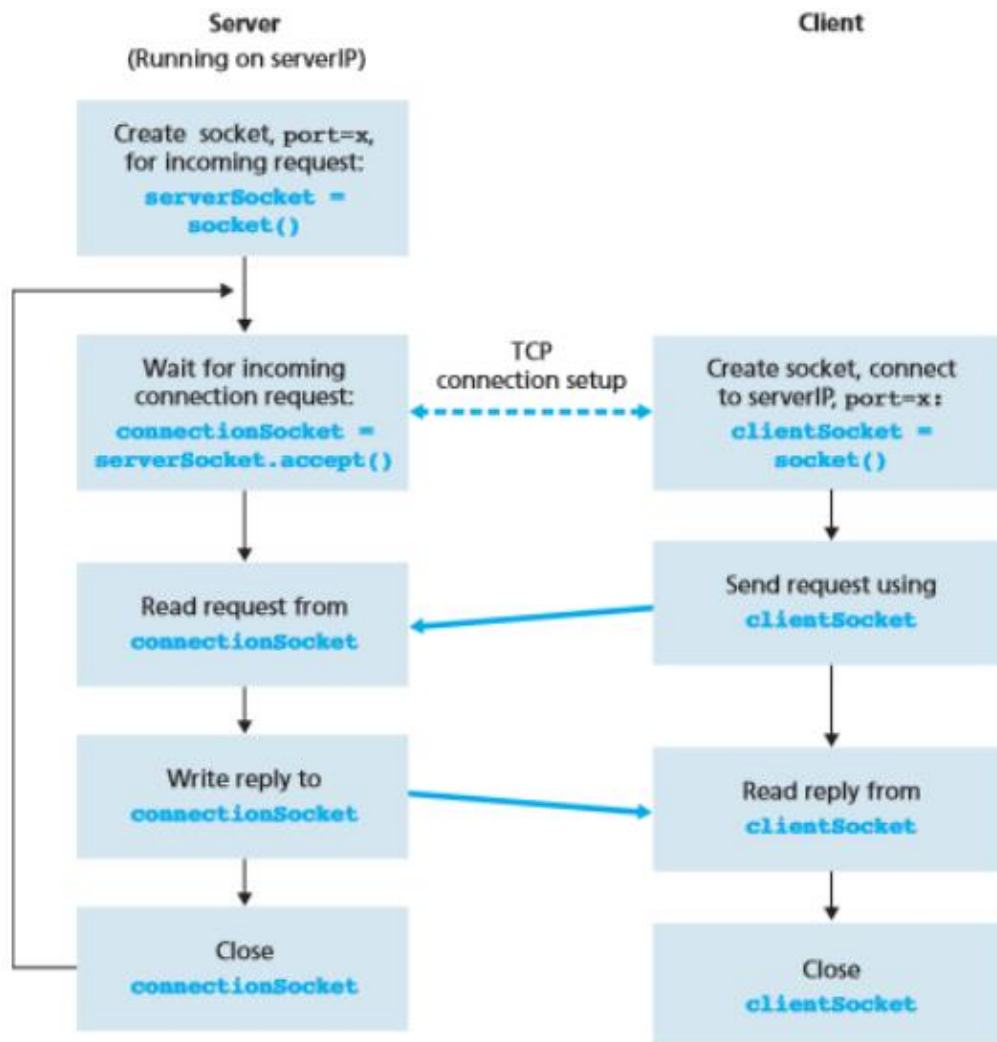 Server
(Running on serverIP)
Create socket, port=x,
for incoming request:
serverSocket =
socket()
Wait for incoming
connection request:
connectionSocket =
serverSocket.accept()
Read request from
connectionSocket
Write reply to
connectionSocket
Close
connectionSocket
TCP
connection setup
Client
Create socket, connect
to serverIP, port=x:
clientSocket =
socket()
Send request using
clientSocket
Read reply from
clientSocket
Close
clientSocket